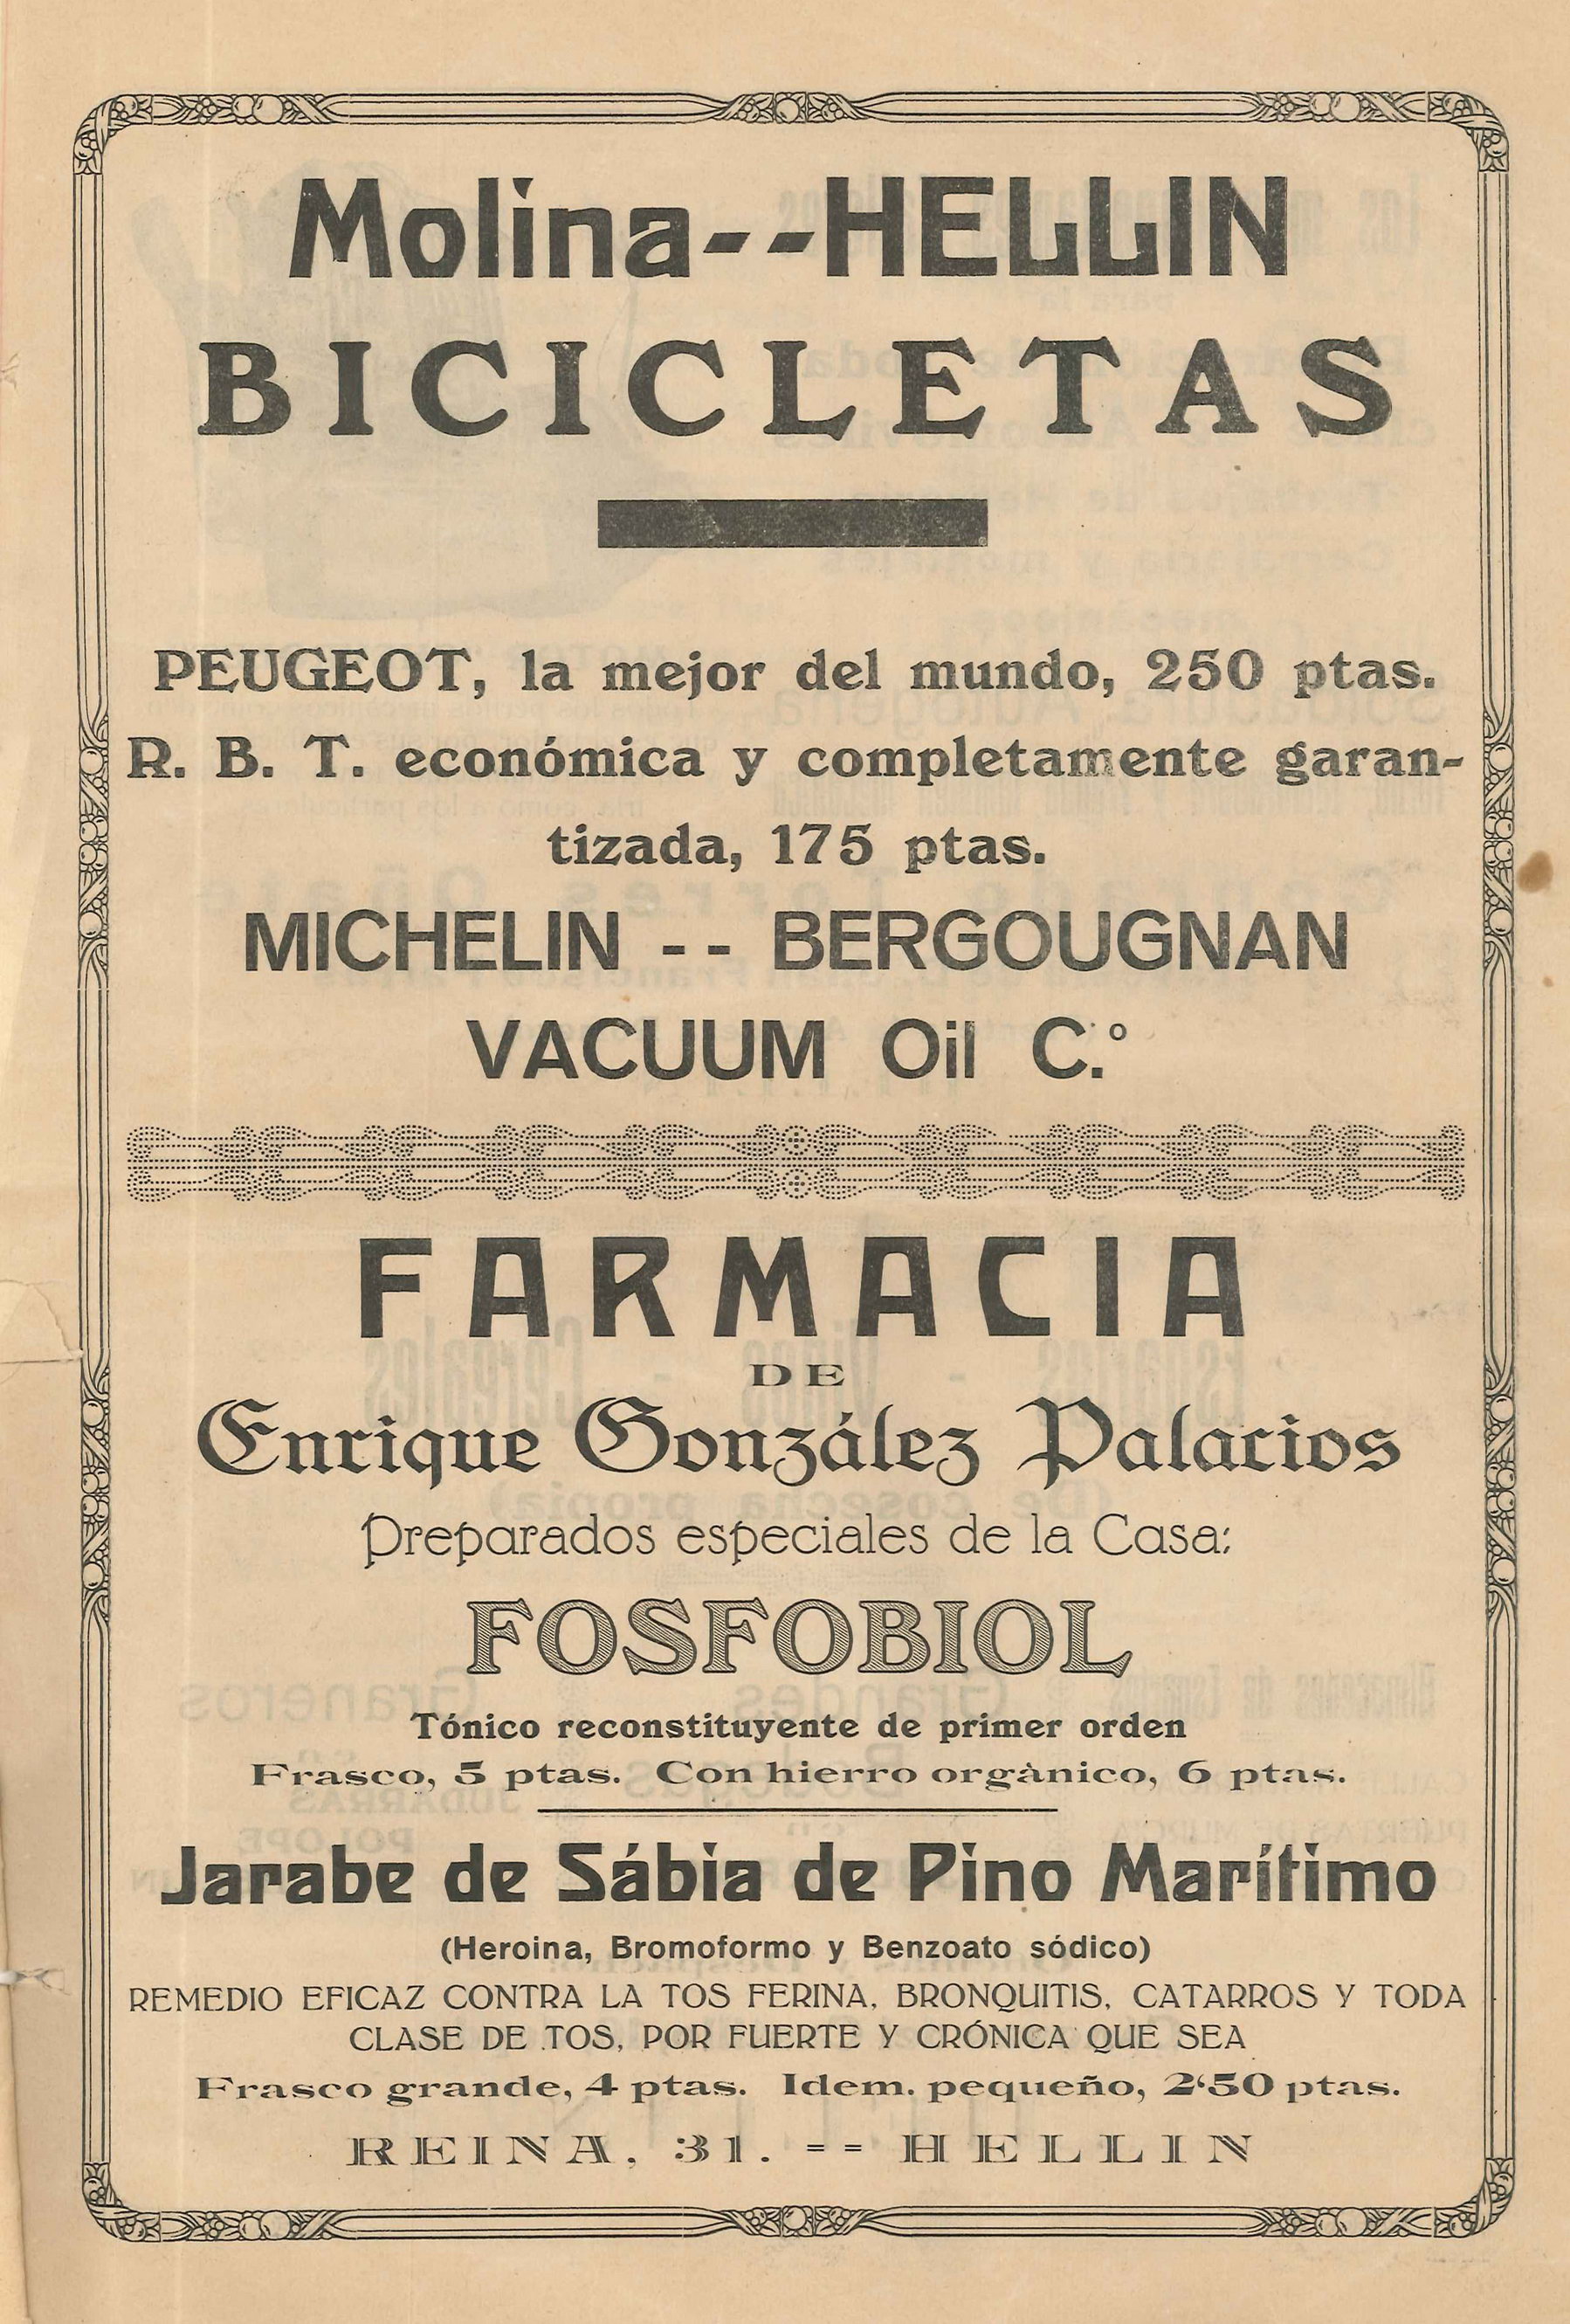 Molina--HELLIN
BICICLETAS
PEUGEOT, la mejor del mundo, 250 ptas.
R. B. T. económica y completamente garan-
tizada, 175 ptas.
MICHELIN -- BERGOUGNAN
VACUUM Oil C.º
FARMACIA
DE
Enrique González Palacios
Preparados especiales de la Casa:
FOSFOBIOL
Tónico reconstituyente de primer orden
Frasco, 5 ptas. Con hierro orgànico, 6 ptas.
Jarabe de Sábia de Pino Marítimo
(Heroina, Bromoformo y Benzoato sódico)
REMEDIO EFICAZ CONTRA LA TOS FERINA, BRONQUITIS, CATARROS Y TODA
CLASE DE TOS, POR FUERTE Y CRÓNICA QUE SEA
Frasco grande, 4 ptas. Idem. pequeño, 2‘50 ptas.
REINA, 31. -- HELLIN